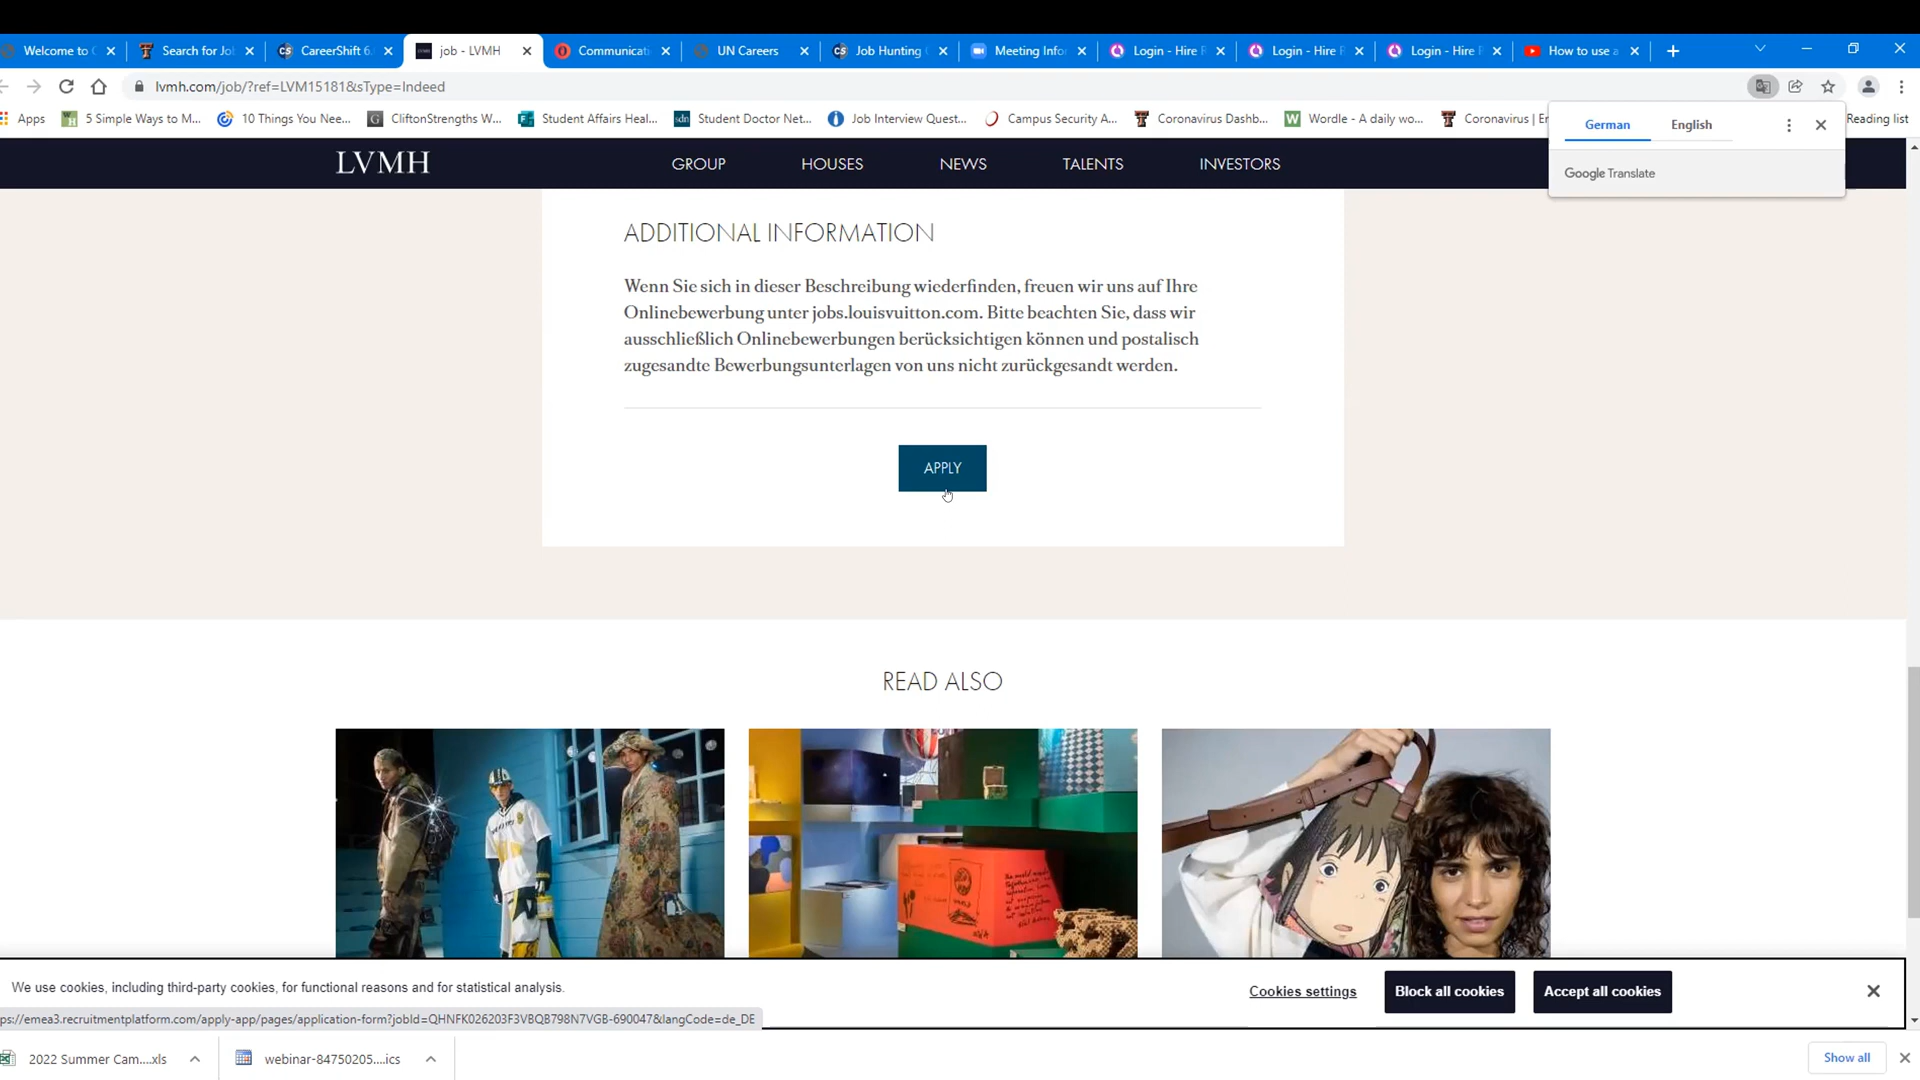 Welcome to
Search for Jo
CareerShift 6.
job - LVMH
Communicati
UN Careers
Job Hunting
Meeting Info
Login - Hire
Login - Hire
Login - Hire
How to use a
lvmh.com/job/?ref=LVM15181&sType=Indeed
Apps
5 Simple Ways to M...
10 Things You Nee...
CliftonStrengths W...
Student Affairs Heal...
Student Doctor Net...
Job Interview Quest...
Campus Security A...
Coronavirus Dashb...
Wordle - A daily wo...
Coronavirus | Er
Reading list
German
English
Google Translate
LVMH
GROUP
HOUSES
NEWS
TALENTS
INVESTORS
ADDITIONAL INFORMATION
Wenn Sie sich in dieser Beschreibung wiederfinden, freuen wir uns auf Ihre
Onlinebewerbung unter jobs.louisvuitton.com. Bitte beachten Sie, dass wir
ausschließlich Onlinebewerbungen berücksichtigen können und postalisch
zugesandte Bewerbungsunterlagen von uns nicht zurückgesandt werden.
APPLY
READ ALSO
We use cookies, including third-party cookies, for functional reasons and for statistical analysis.
Cookies settings
Block all cookies
Accept all cookies
ps://emea3.recruitmentplatform.com/apply-app/pages/application-form?jobId=QHNFK026203F3VBQB798N7VGB-690047&langCode=de_DE
2022 Summer Cam....xls
webinar-84750205....ics
Show all